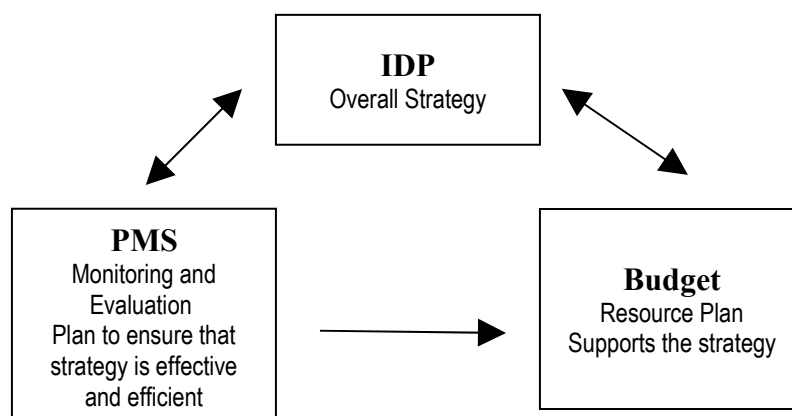 IDP
Overall Strategy
PMS
Monitoring and
Evaluation
Plan to ensure that
strategy is effective
and efficient
Budget
Resource Plan
Supports the strategy